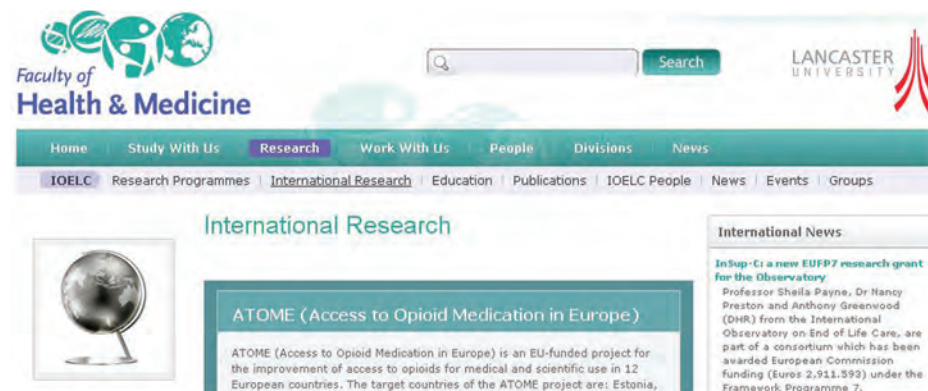 Faculty of
Health & Medicine
Search
LANCASTER
UNIVERSITY
Home Study With Us Research Work With Us People Divisions News
IOELC Research Programmes International Research Education Publications IOELC People News Events Groups
International Research
ATOME (Access to Opioid Medication in Europe)
ATOME (Access to Opioid Medication in Europe) is an EU-funded project for
the improvement of access to opioids for medical and scientific use in 12
European countries. The target countries of the ATOME project are: Estonia,
International News
InSup-C: a new EUFP7 research grant
for the Observatory
Professor Sheila Payne, Dr Nancy
Preston and Anthony Greenwood
(DHR) from the International
Observatory on End of Life Care, are
part of a consortium which has been
awarded European Commission
funding (Euros 2,911.593) under the
Framework Programme 7.